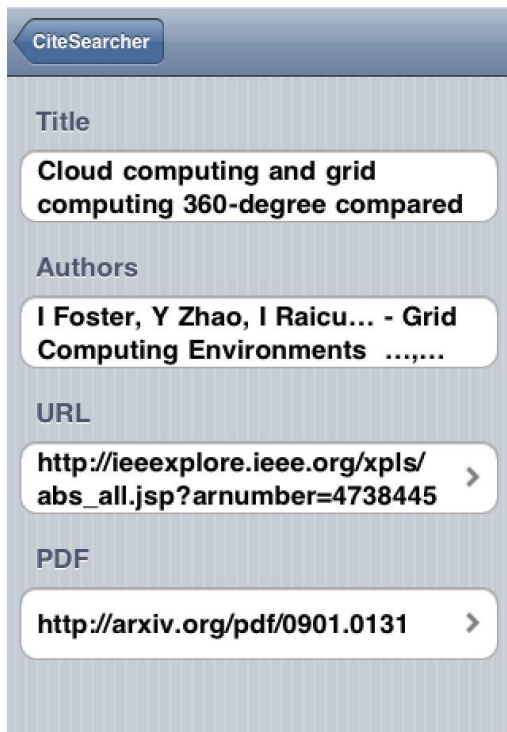 CiteSearcher
Title
Cloud computing and grid
computing 360-degree compared
Authors
I Foster, Y Zhao, I Raicu... - Grid
Computing Environments ...,...
URL
http://ieeexplore.ieee.org/xpls/
abs_all.jsp?arnumber=4738445
PDF
http://arxiv.org/pdf/0901.0131